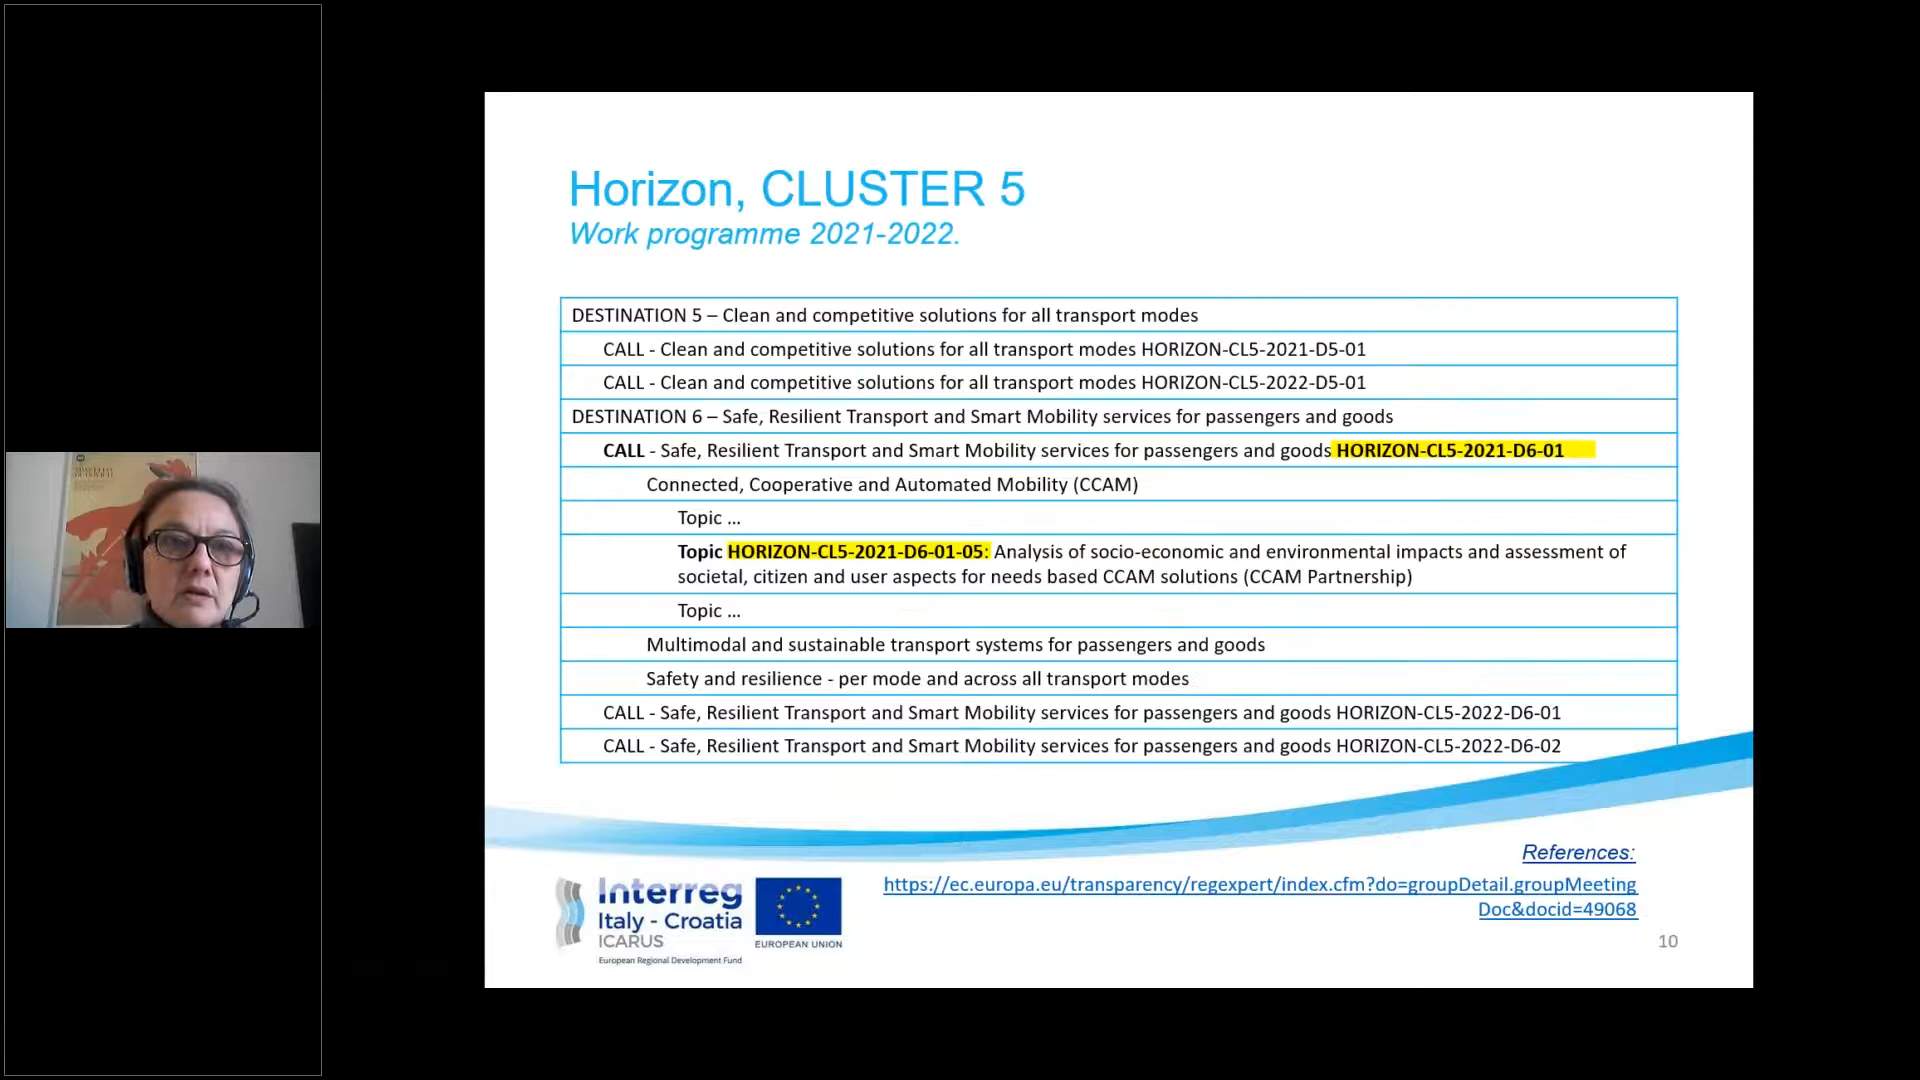 Horizon, CLUSTER 5
Work programme 2021-2022.
DESTINATION 5 – Clean and competitive solutions for all transport modes
CALL - Clean and competitive solutions for all transport modes HORIZON-CL5-2021-D5-01
CALL - Clean and competitive solutions for all transport modes HORIZON-CL5-2022-D5-01
DESTINATION 6 – Safe, Resilient Transport and Smart Mobility services for passengers and goods
CALL - Safe, Resilient Transport and Smart Mobility services for passengers and goods HORIZON-CL5-2021-D6-01
Connected, Cooperative and Automated Mobility (CCAM)
Topic ...
Topic HORIZON-CL5-2021-D6-01-05: Analysis of socio-economic and environmental impacts and assessment of
societal, citizen and user aspects for needs based CCAM solutions (CCAM Partnership)
Topic ...
Multimodal and sustainable transport systems for passengers and goods
Safety and resilience - per mode and across all transport modes
CALL - Safe, Resilient Transport and Smart Mobility services for passengers and goods HORIZON-CL5-2022-D6-01
CALL - Safe, Resilient Transport and Smart Mobility services for passengers and goods HORIZON-CL5-2022-D6-02
References:
https://ec.europa.eu/transparency/regexpert/index.cfm?do=groupDetail.groupMeeting
Doc&docid=49068
Interreg
Italy - Croatia
ICARUS
European Regional Development Fund
EUROPEAN UNION
10